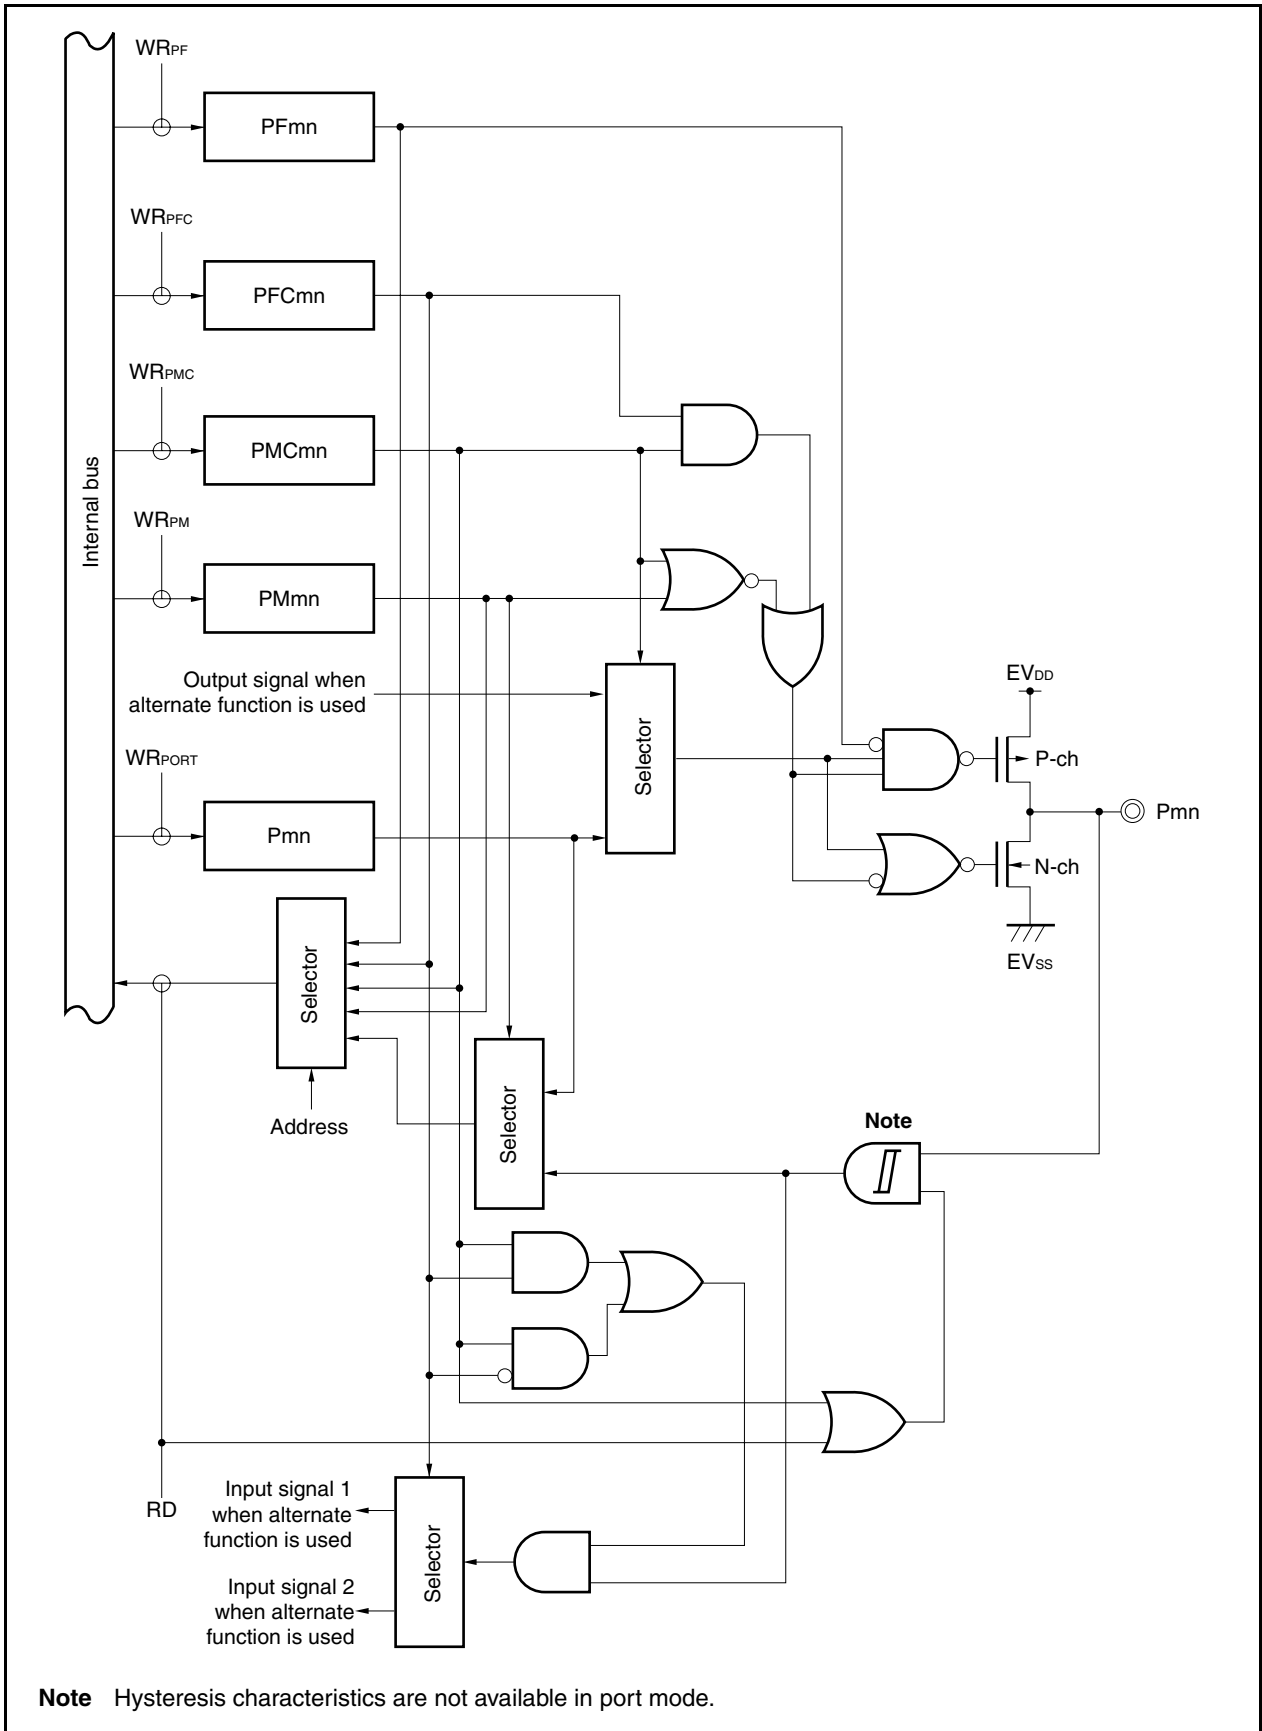 WRPF
PFmn
WRPFC
PFCmn
WRPMC
PMCmn
Internal bus
WRPM
PMmn
Output signal when
alternate function is used
Selector
EVDD
P-ch
WRPORT
Pmn
Pmn
N-ch
EVSS
Selector
Address
Selector
Note
RD
Input signal 1
when alternate
function is used
Selector
Input signal 2
when alternate
function is used
Note Hysteresis characteristics are not available in port mode.